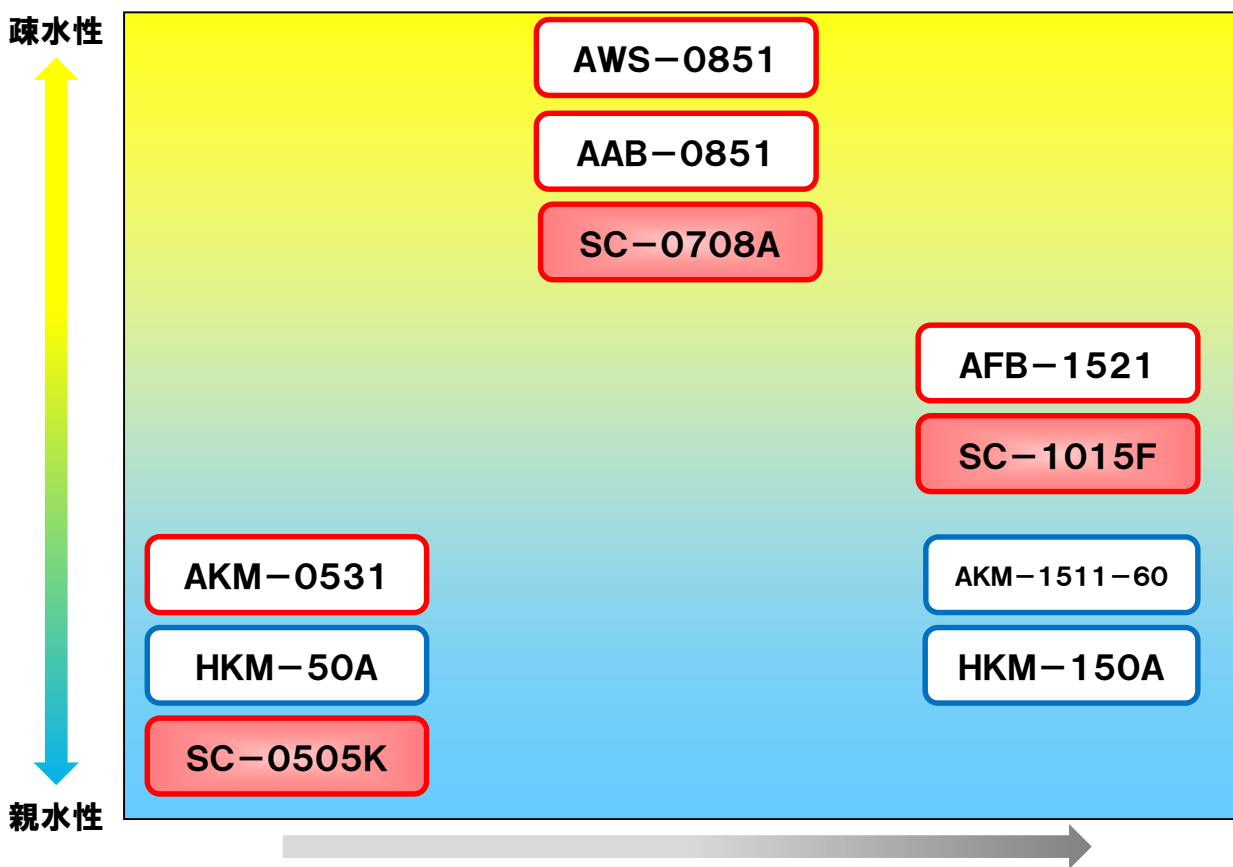 疎水性
AWS−0851
AAB−0851
SC−0708A
AFB−1521
SC−1015F
AKM−0531
AKM−1511−60
HKM−50A
HKM−150A
SC−0505K
親水性